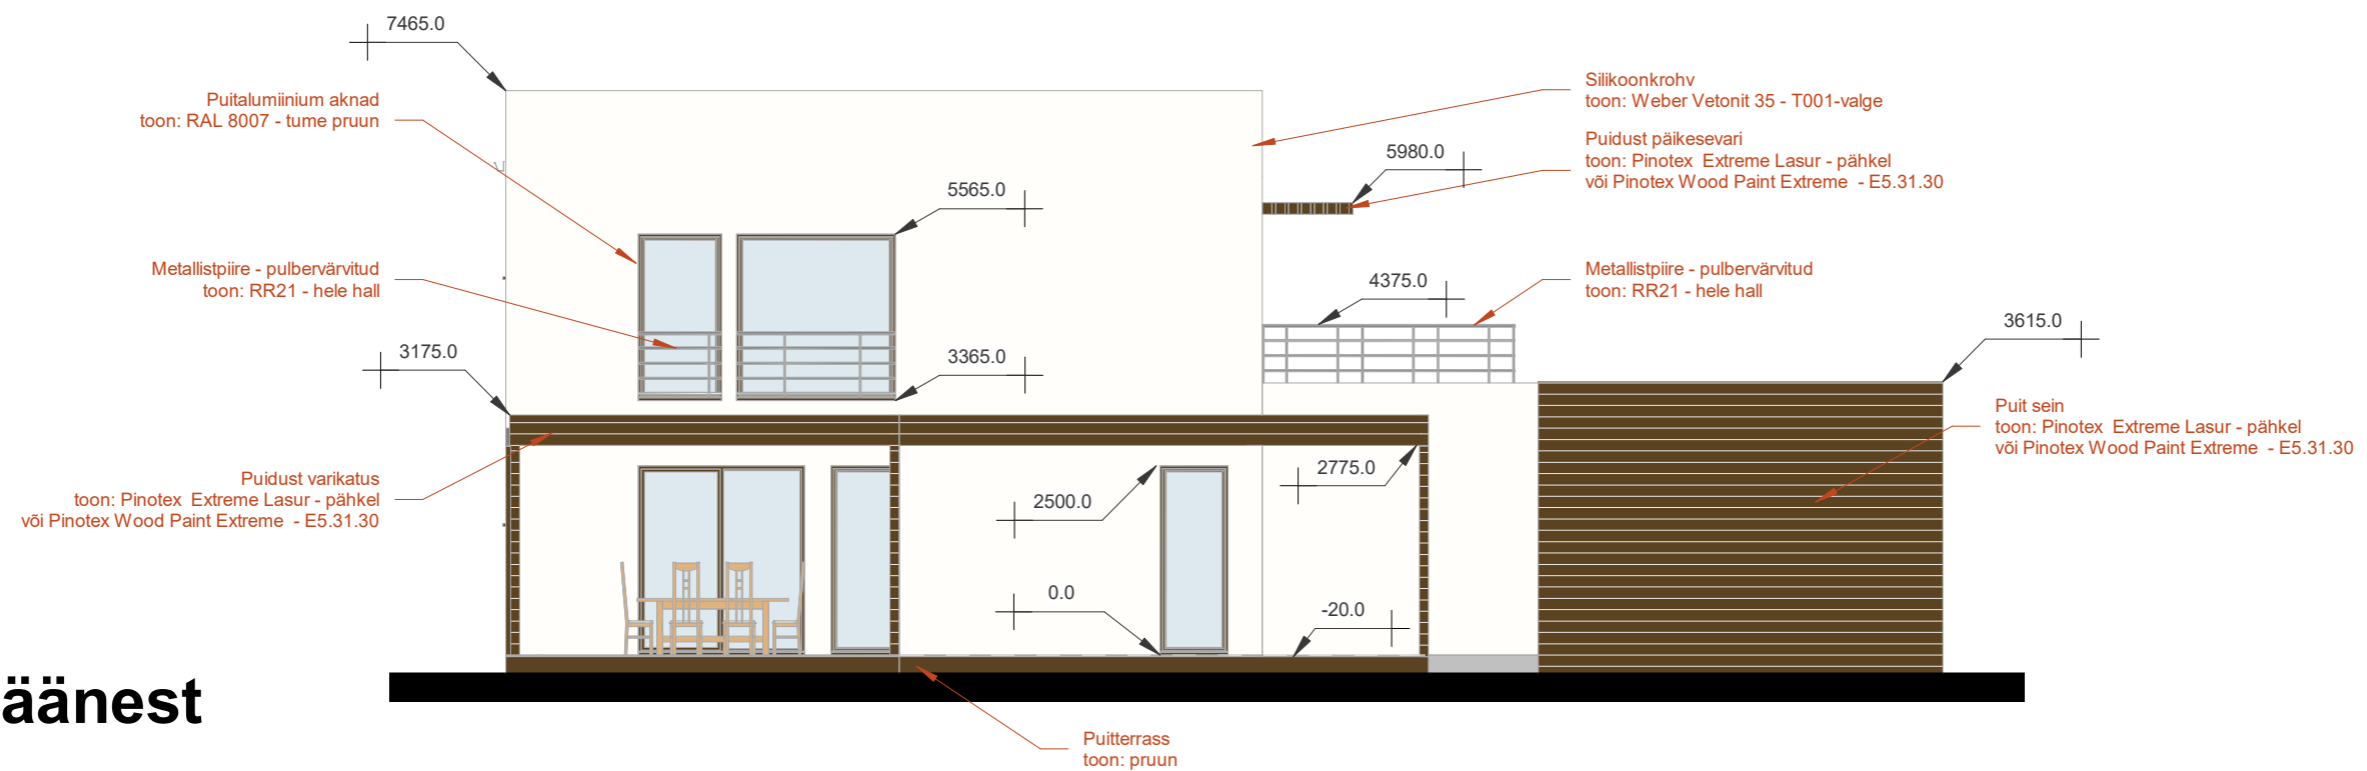 7465.0
Puitalumiinium aknad
toon: RAL 8007 - tume pruun
Silikoonkrohv
toon: Weber Vetonit 35 - T001-valge
Puidust päikesevari
toon: Pinotex Extreme Lasur - pähkel
või Pinotex Wood Paint Extreme - E5.31.30
5980.0
5565.0
Metallistpiire - pulbervärvitud
toon: RR21 - hele hall
4375.0
Metallistpiire - pulbervärvitud
toon: RR21 - hele hall
3615.0
3175.0
3365.0
Puit sein
toon: Pinotex Extreme Lasur - pähkel
või Pinotex Wood Paint Extreme - E5.31.30
Puidust varikatus
toon: Pinotex Extreme Lasur - pähkel
või Pinotex Wood Paint Extreme - E5.31.30
2775.0
2500.0
0.0
-20.0
äänest
Puitterrass
toon: pruun